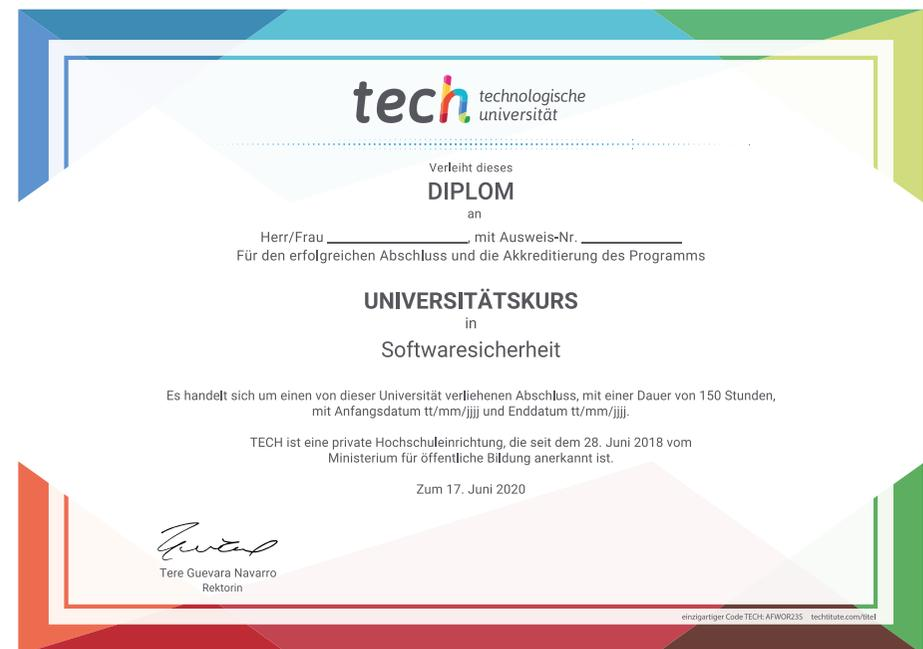 tech technologische
universität
Verleiht dieses
DIPLOM
an
Herr/Frau ________________, mit Ausweis-Nr. ____________
Für den erfolgreichen Abschluss und die Akkreditierung des Programms
UNIVERSITÄTSKURS
in
Softwaresicherheit
Es handelt sich um einen von dieser Universität verliehenen Abschluss, mit einer Dauer von 150 Stunden,
mit Anfangsdatum tt/mm/jjjj und Enddatum tt/mm/jjjj.
TECH ist eine private Hochschuleinrichtung, die seit dem 28. Juni 2018 vom
Ministerium für öffentliche Bildung anerkannt ist.
Zum 17. Juni 2020
Tere Guevara Navarro
Rektorin
einzigartiger Code TECH: AFWOR23S techtitute.com/titel